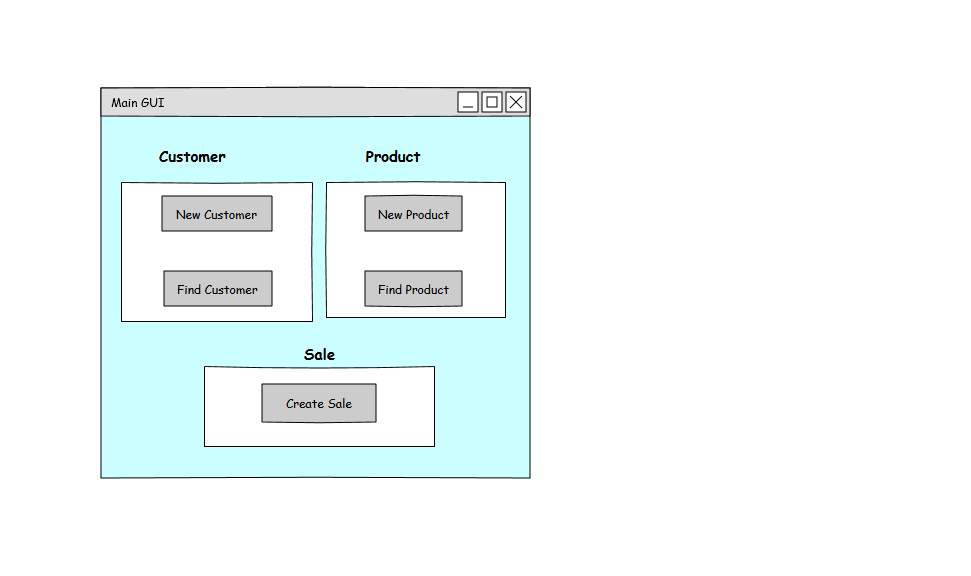 Main GUI
Customer
Product
New Customer
New Product
Find Customer
Find Product
Sale
Create Sale